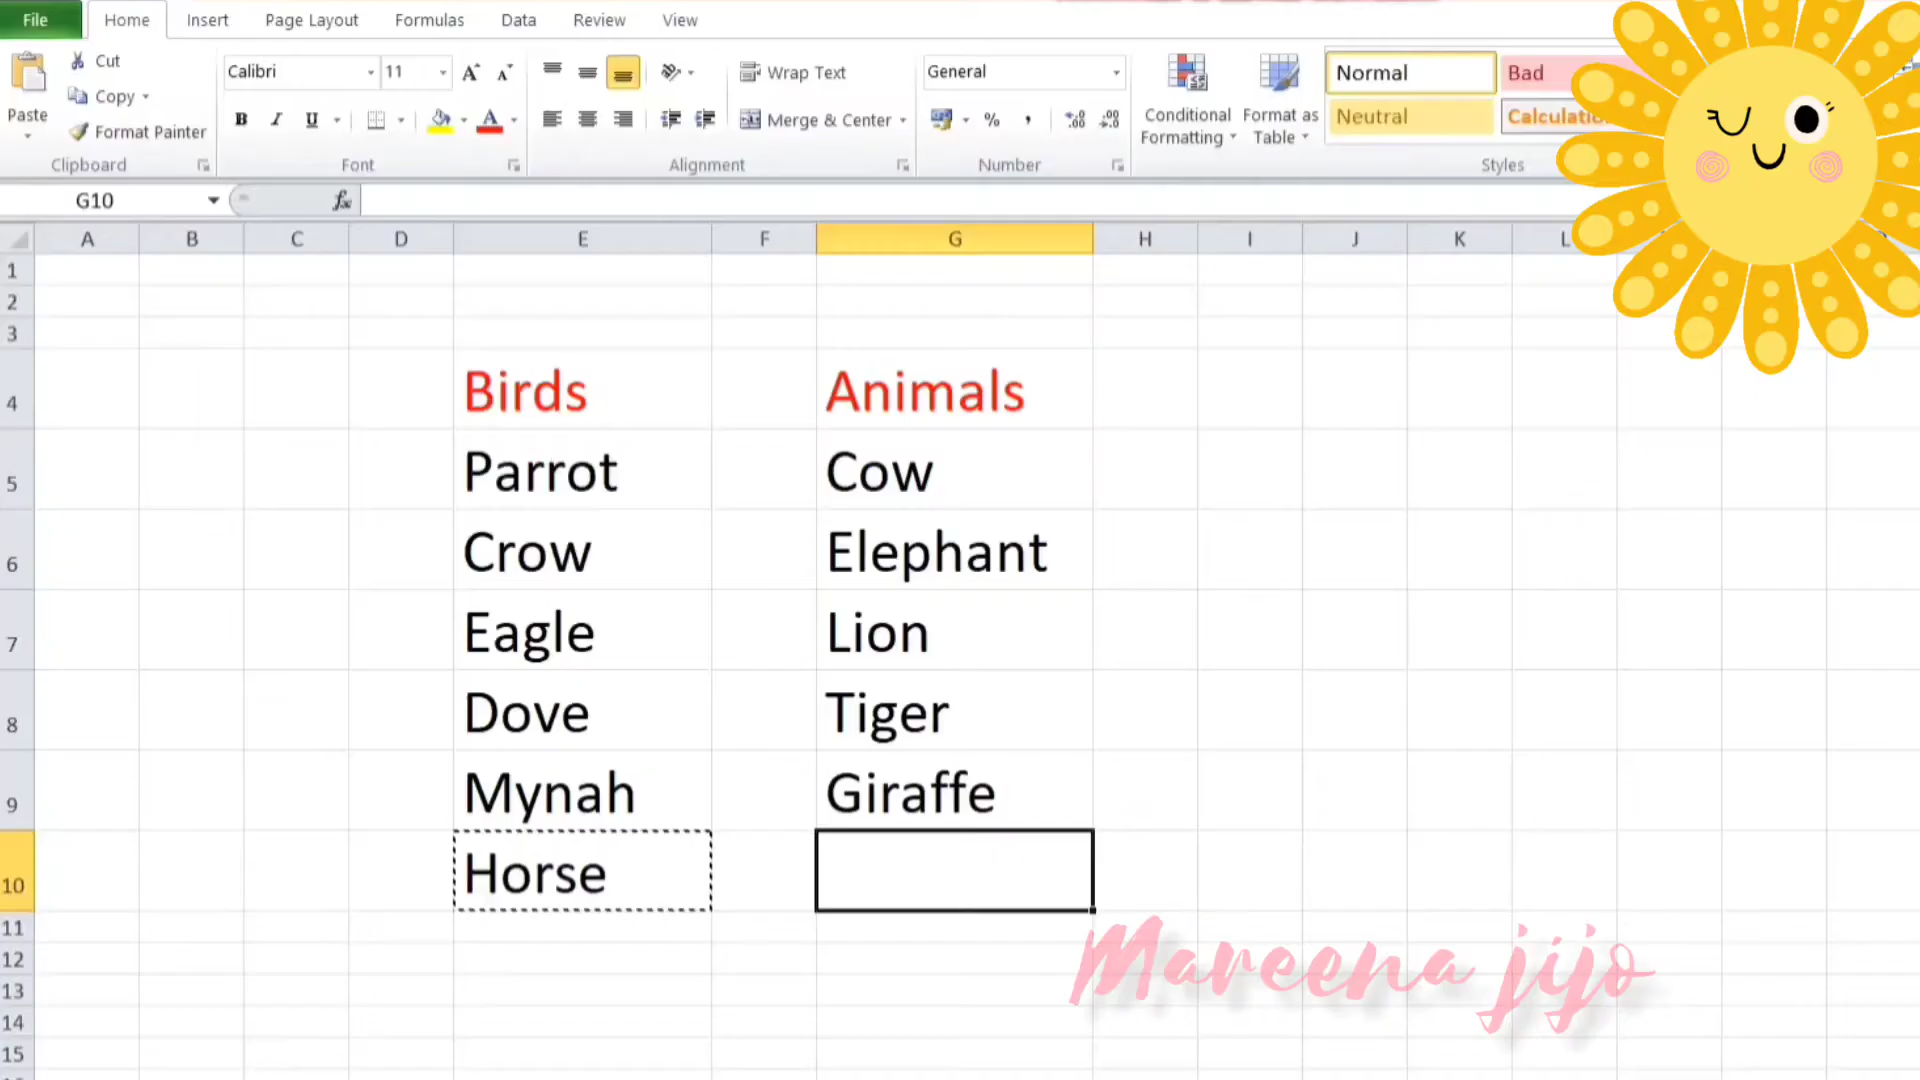 File Home Insert Page Layout Formulas Data Review View
Cut
Copy
Format Painter
Paste
Clipboard
Calibri 11
B I U
A
Font
Wrap Text
Merge & Center
Alignment
General
%
Number
Conditional Formatting
Format as Table
Normal Bad
Neutral
Styles
G10 fx
A B C D E F G H I J K L
1
2
3
4 Birds Animals
5 Parrot Cow
6 Crow Elephant
7 Eagle Lion
8 Dove Tiger
9 Mynah Giraffe
10 Horse
11
12
13
14
15
Mareena jijo